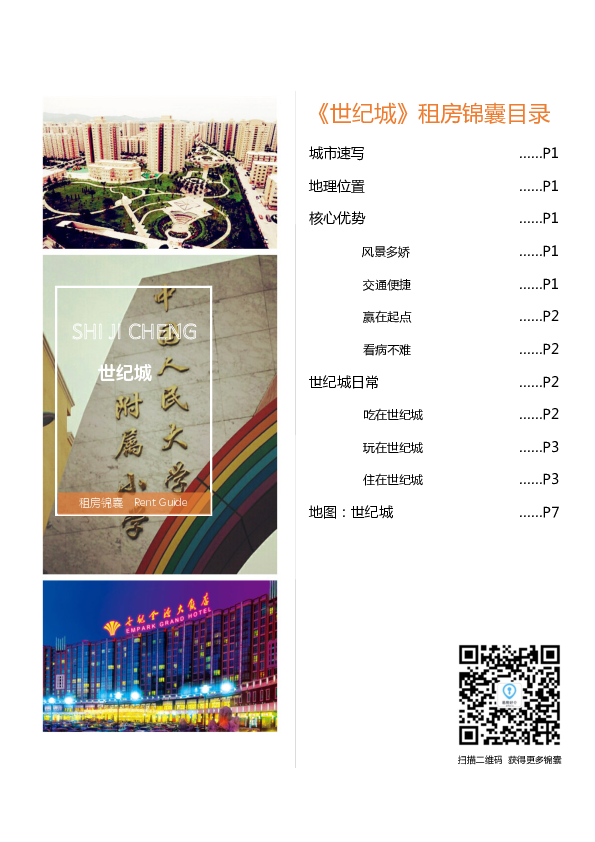 中国人民大学
附属小学
SHI JI CHENG
世纪城
租房锦囊 Rent Guide
世纪金源大饭店
EMPARK GRAND HOTEL
《世纪城》租房锦囊目录
城市速写 ......P1
地理位置 ......P1
核心优势 ......P1
风景多娇 ......P1
交通便捷 ......P1
赢在起点 ......P2
看病不难 ......P2
世纪城日常 ......P2
吃在世纪城 ......P2
玩在世纪城 ......P3
住在世纪城 ......P3
地图：世纪城 ......P7
扫描二维码 获得更多锦囊